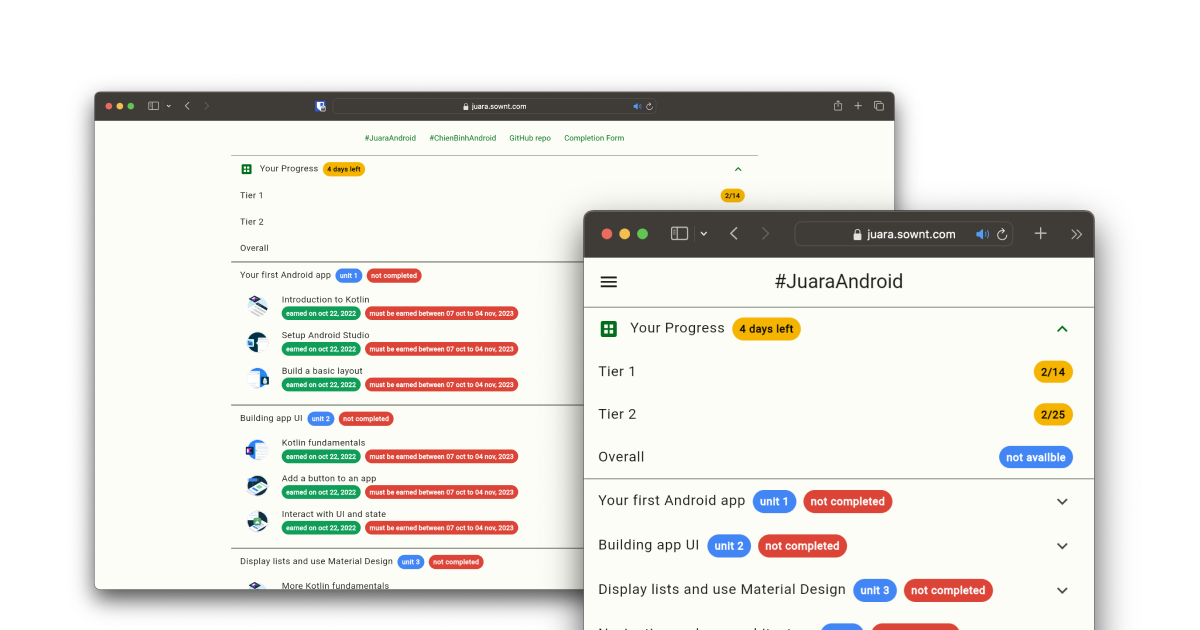 juara.sownt.com
#JuaraAndroid #ChienBinhAndroid GitHub repo Completion Form
Your Progress 4 days left
Tier 1 2/14
Tier 2
Overall
Your first Android app unit 1 not completed
Introduction to Kotlin
earned on oct 22, 2022 must be earned between 07 oct to 04 nov, 2023
Setup Android Studio
earned on oct 22, 2022 must be earned between 07 oct to 04 nov, 2023
Build a basic layout
earned on oct 22, 2022 must be earned between 07 oct to 04 nov, 2023
Building app UI unit 2 not completed
Kotlin fundamentals
earned on oct 22, 2022 must be earned between 07 oct to 04 nov, 2023
Add a button to an app
earned on oct 22, 2022 must be earned between 07 oct to 04 nov, 2023
Interact with UI and state
earned on oct 22, 2022 must be earned between 07 oct to 04 nov, 2023
Display lists and use Material Design unit 3 not completed
More Kotlin fundamentals
juara.sownt.com
#JuaraAndroid
Your Progress 4 days left
Tier 1 2/14
Tier 2 2/25
Overall not availble
Your first Android app unit 1 not completed
Building app UI unit 2 not completed
Display lists and use Material Design unit 3 not completed